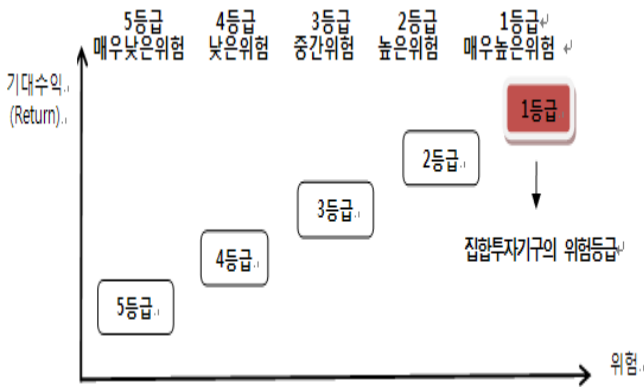 5등급 4등급 3등급 2등급 1등급
매우낮은위험 낮은위험 중간위험 높은위험 매우높은위험
기대수익
(Return)
1등급
2등급
3등급
4등급
5등급
집합투자기구의 위험등급
위험